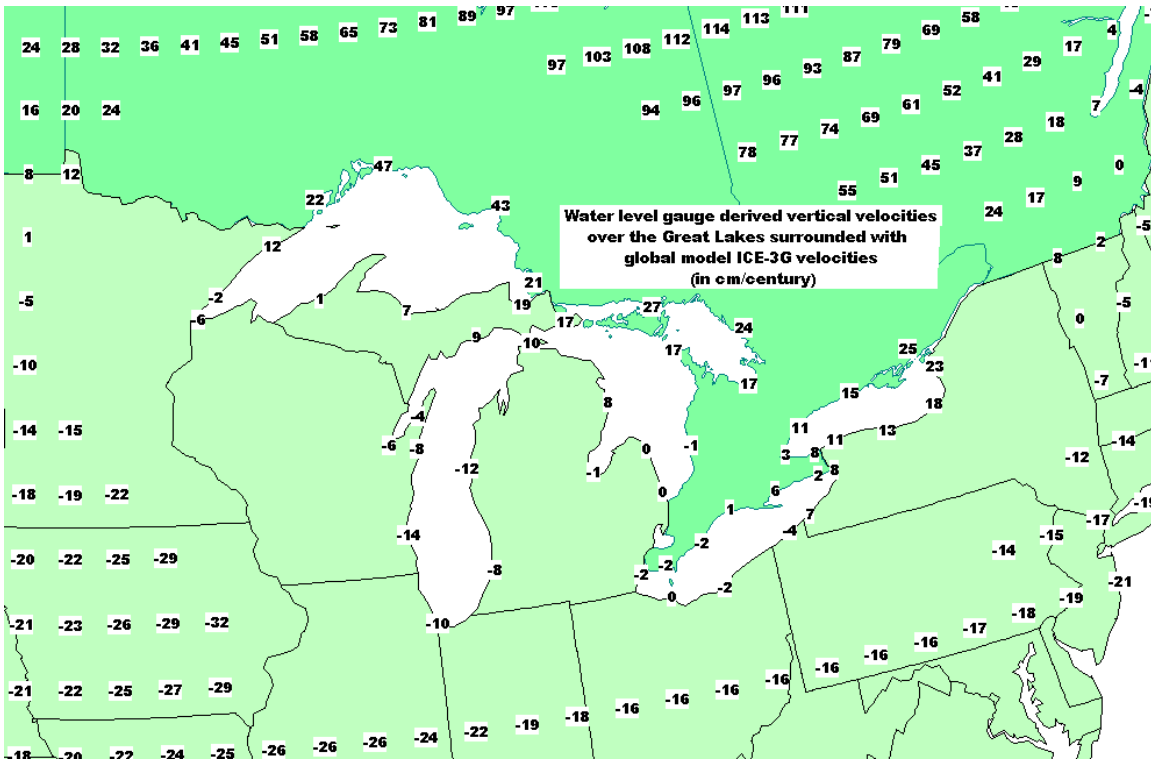 24 28 32 36 41 45 51 58 65 73 81 89 97
97 103 108 112 114 113 111
94 96 97 96 93 87 79 69 58
16 20 24
78 77 74 69 61 52 41 29 17 4
55 51 45 37 28 18 7 -4
8 12
24 17 9 0
47
22 43
Water level gauge derived vertical velocities
over the Great Lakes surrounded with
global model ICE-3G velocities
(in cm/century)
8 2 -5
1 12
21
-5 -2 1 7 19 27 0 -5
-6 17 24
9 10 17 25 23
-10 -7 -11
17 15
8 18
-4 11 13
-14 -15 -6 -8 0 -1 3 8 11 -14
-12 -1 2 8 -12
-18 -19 -22 0 6 -19
1 7 -17
-14 -4 -15
-20 -22 -25 -29 -2 -14
-8 -2 -2 -2 -21
0 -19
-21 -23 -26 -29 -32 -10 -18
-16 -16 -16 -17
-21 -22 -25 -27 -29 -16 -16 -16 -16
-26 -26 -26 -24 -22 -19 -18
-18 -20 -22 -24 -25